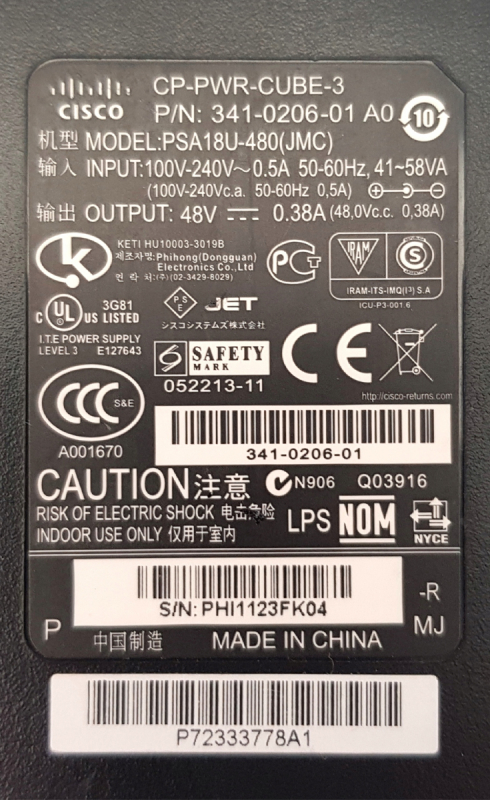 CISCO
CP-PWR-CUBE-3
P/N: 341-0206-01 A0
10
机型 MODEL:PSA18U-480(JMC)
输入 INPUT:100V-240V～0.5A 50-60Hz, 41~58VA
(100V-240Vc.a. 50-60Hz 0,5A)
输出 OUTPUT: 48V 0.38A (48,0Vc.c. 0,38A)
KETI HU10003-3019B
제조자명:Phihong(Dongguan)
Electronics Co.,Ltd
연 락 처:(카) (02-3429-8029)
IRAM
S
IRAM-ITS-IMQ(I3) S.A
ICU-P3-001.6
C UL US LISTED
3G81
I.T.E POWER SUPPLY
LEVEL 3 E127643
PSE
JET
シスコシステムズ株式会社
S SAFETY
MARK
052213-11
CE
http://cisco-returns.com
CCC S&E
A001670
341-0206-01
CAUTION 注意
N906 Q03916
RISK OF ELECTRIC SHOCK 电击危险
INDOOR USE ONLY 仅用于室内
LPS NOM NYCE
S/N: PHI1123FK04
-R
P 中国制造 MADE IN CHINA MJ
P72333778A1